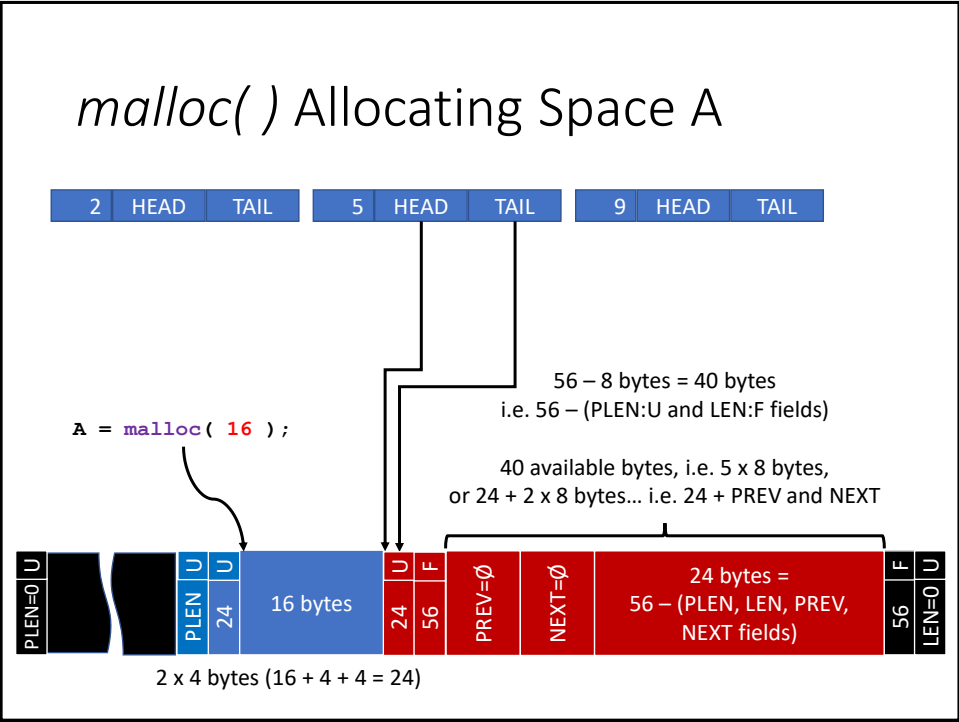 malloc( ) Allocating Space A
2 HEAD TAIL 5 HEAD TAIL 9 HEAD TAIL
56 – 8 bytes = 40 bytes
i.e. 56 – (PLEN:U and LEN:F fields)
A = malloc( 16 );
40 available bytes, i.e. 5 x 8 bytes,
or 24 + 2 x 8 bytes… i.e. 24 + PREV and NEXT
PLEN=0 U
PLEN U
24 U
16 bytes
24 U
56 F
PREV=Ø
NEXT=Ø
24 bytes =
56 – (PLEN, LEN, PREV,
NEXT fields)
56 F
LEN=0 U
2 x 4 bytes (16 + 4 + 4 = 24)